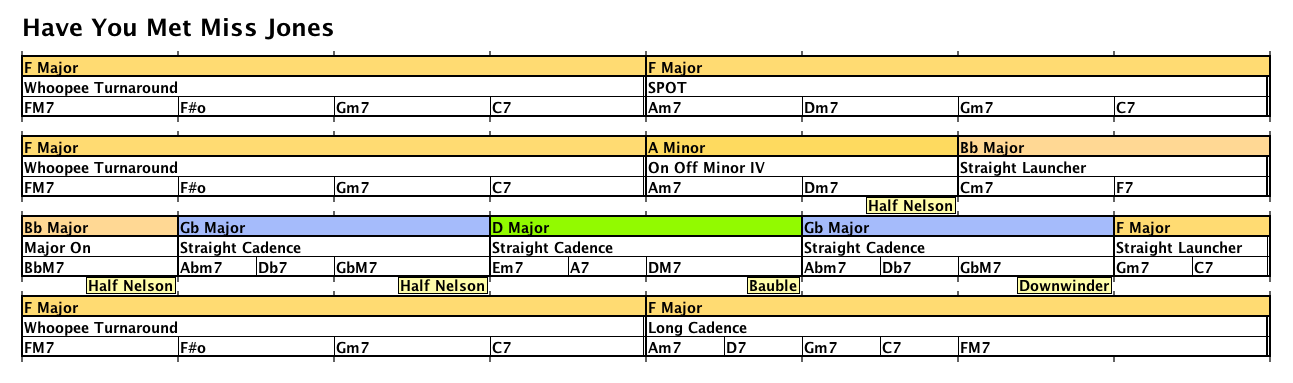 Have You Met Miss Jones
F Major F Major
Whoopee Turnaround SPOT
FM7 F#o Gm7 C7 Am7 Dm7 Gm7 C7
F Major A Minor Bb Major
Whoopee Turnaround On Off Minor IV Straight Launcher
FM7 F#o Gm7 C7 Am7 Dm7 Cm7 F7
Half Nelson
Bb Major Gb Major D Major Gb Major F Major
Major On Straight Cadence Straight Cadence Straight Cadence Straight Launcher
BbM7 Abm7 Db7 GbM7 Em7 A7 DM7 Abm7 Db7 GbM7 Gm7 C7
Half Nelson Half Nelson Bauble Downwinder
F Major F Major
Whoopee Turnaround Long Cadence
FM7 F#o Gm7 C7 Am7 D7 Gm7 C7 FM7